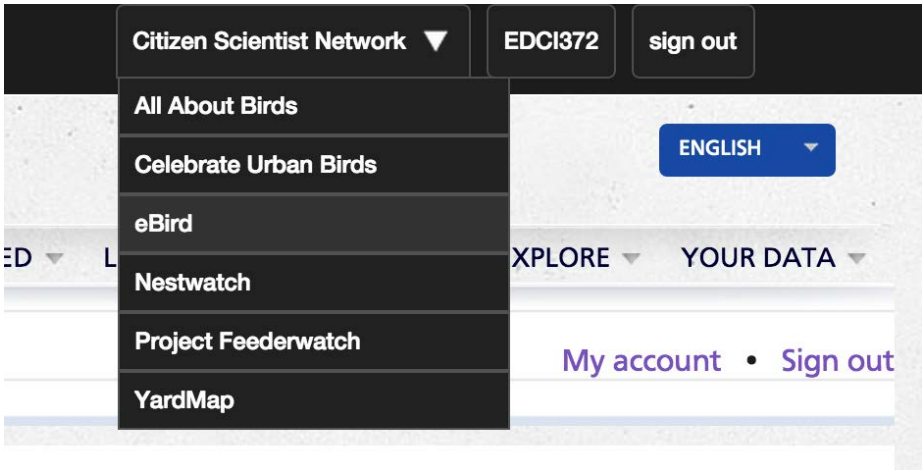 Citizen Scientist Network ▼ EDCI372 sign out
All About Birds
Celebrate Urban Birds
ENGLISH
eBird
ED L XPLORE YOUR DATA
Nestwatch
Project Feederwatch
My account • Sign out
YardMap